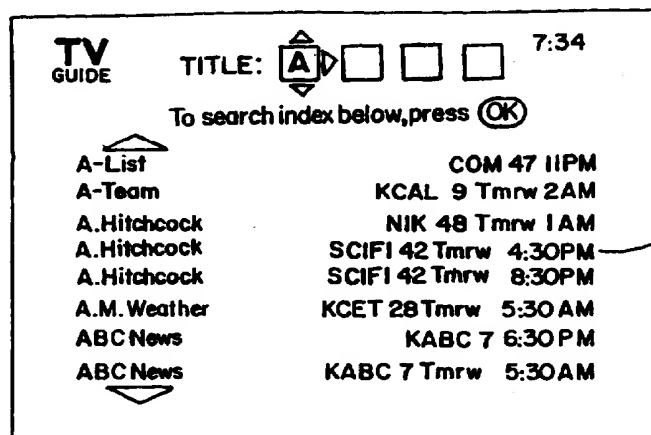 TV GUIDE TITLE: A 7:34
To search index below, press OK
A-List COM 47 11PM
A-Team KCAL 9 Tmrw 2AM
A.Hitchcock NIK 48 Tmrw 1AM
A.Hitchcock SCIFI 42 Tmrw 4:30PM
A.Hitchcock SCIFI 42 Tmrw 8:30PM
A.M. Weather KCET 28 Tmrw 5:30AM
ABC News KABC 7 6:30PM
ABC News KABC 7 Tmrw 5:30AM